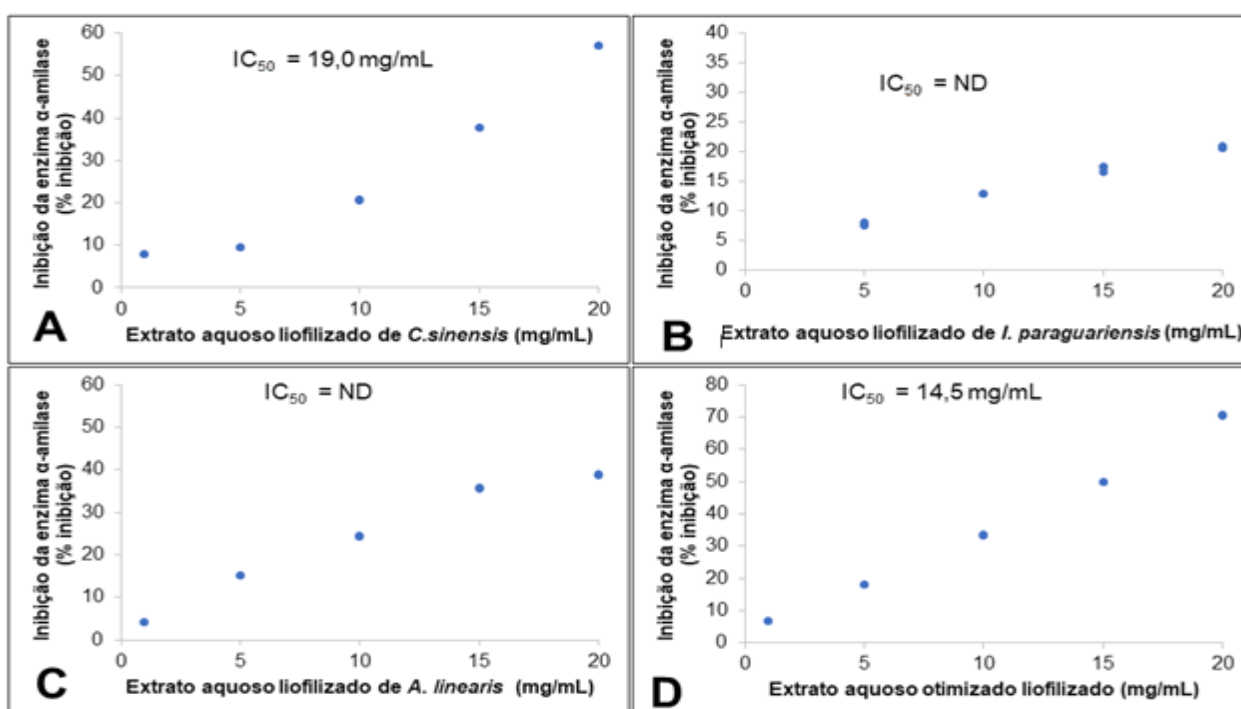 60
50
40
30
20
10
0
IC50 = 19,0 mg/mL
Inibição da enzima α-amilase
(% inibição)
0 5 10 15 20
A
Extrato aquoso liofilizado de C.sinensis (mg/mL)
40
35
30
25
20
15
10
5
0
IC50 = ND
Inibição da enzima α-amilase
(% inibição)
0 5 10 15 20
B
Extrato aquoso liofilizado de I. paraguariensis (mg/mL)
60
50
40
30
20
10
0
IC50 = ND
Inibição da enzima α-amilase
(% inibição)
0 5 10 15 20
C
Extrato aquoso liofilizado de A. linearis (mg/mL)
80
70
60
50
40
30
20
10
0
IC50 = 14,5 mg/mL
Inibição da enzima α-amilase
(% inibição)
0 5 10 15 20
D
Extrato aquoso otimizado liofilizado (mg/mL)